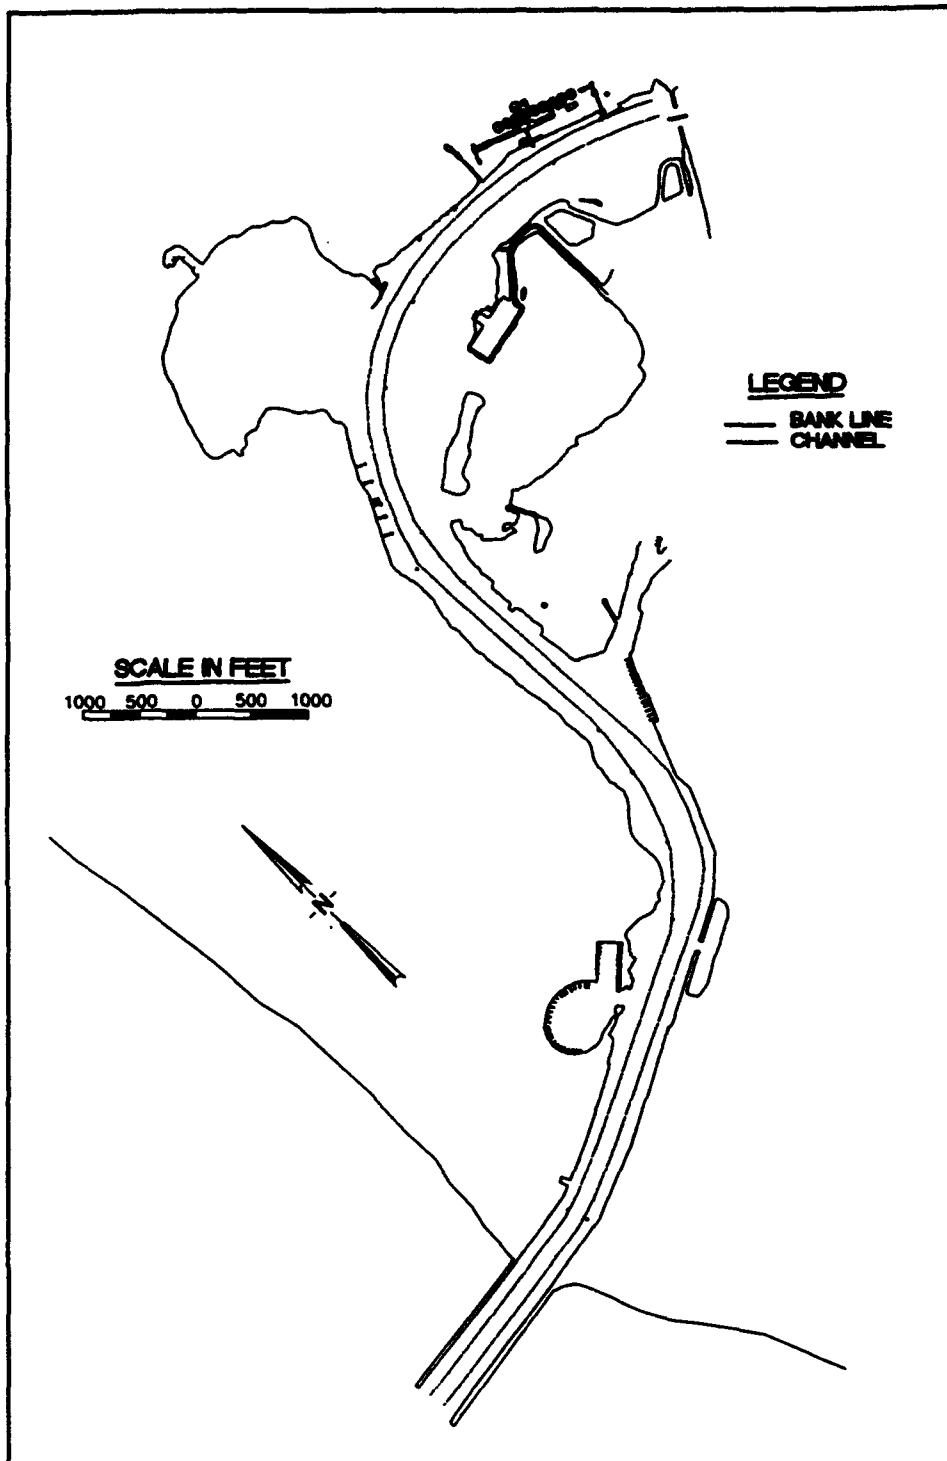 LEGEND
BANK LINE
CHANNEL
SCALE IN FEET
1000 500 0 500 1000
N